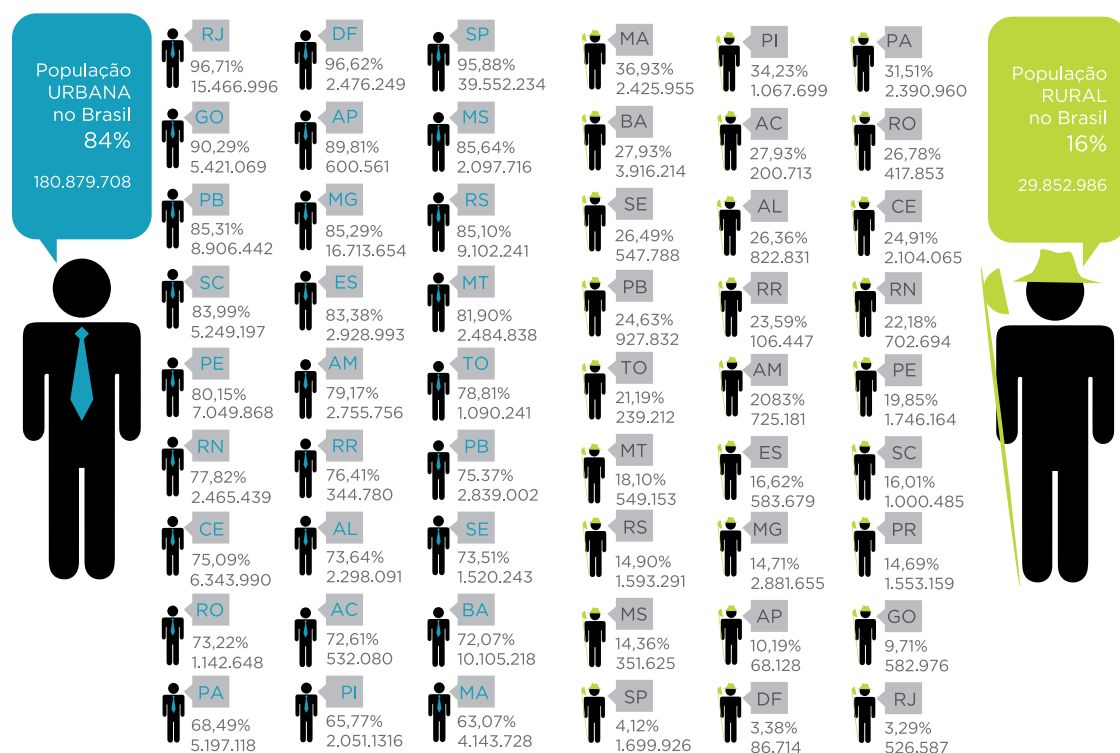 População
URBANA
no Brasil
84%
180.879.708
RJ
96,71%
15.466.996
DF
96,62%
2.476.249
SP
95,88%
39.552.234
GO
90,29%
5.421.069
AP
89,81%
600.561
MS
85,64%
2.097.716
PB
85,31%
8.906.442
MG
85,29%
16.713.654
RS
85,10%
9.102.241
SC
83,99%
5.249.197
ES
83,38%
2.928.993
MT
81,90%
2.484.838
PE
80,15%
7.049.868
AM
79,17%
2.755.756
TO
78,81%
1.090.241
RN
77,82%
2.465.439
RR
76,41%
344.780
PB
75.37%
2.839.002
CE
75,09%
6.343.990
AL
73,64%
2.298.091
SE
73,51%
1.520.243
RO
73,22%
1.142.648
AC
72,61%
532.080
BA
72,07%
10.105.218
PA
68,49%
5.197.118
PI
65,77%
2.051.1316
MA
63,07%
4.143.728
MA
36,93%
2.425.955
PI
34,23%
1.067.699
PA
31,51%
2.390.960
BA
27,93%
3.916.214
AC
27,93%
200.713
RO
26,78%
417.853
SE
26,49%
547.788
AL
26,36%
822.831
CE
24,91%
2.104.065
PB
24,63%
927.832
RR
23,59%
106.447
RN
22,18%
702.694
TO
21,19%
239.212
AM
2083%
725.181
PE
19,85%
1.746.164
MT
18,10%
549.153
ES
16,62%
583.679
SC
16,01%
1.000.485
RS
14,90%
1.593.291
MG
14,71%
2.881.655
PR
14,69%
1.553.159
MS
14,36%
351.625
AP
10,19%
68.128
GO
9,71%
582.976
SP
4,12%
1.699.926
DF
3,38%
86.714
RJ
3,29%
526.587
População
RURAL
no Brasil
16%
29.852.986